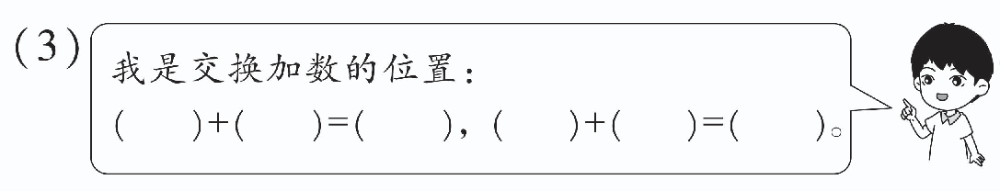 (3)
我是交换加数的位置：
(　　)+(　　)=(　　)，(　　)+(　　)=(　　)。